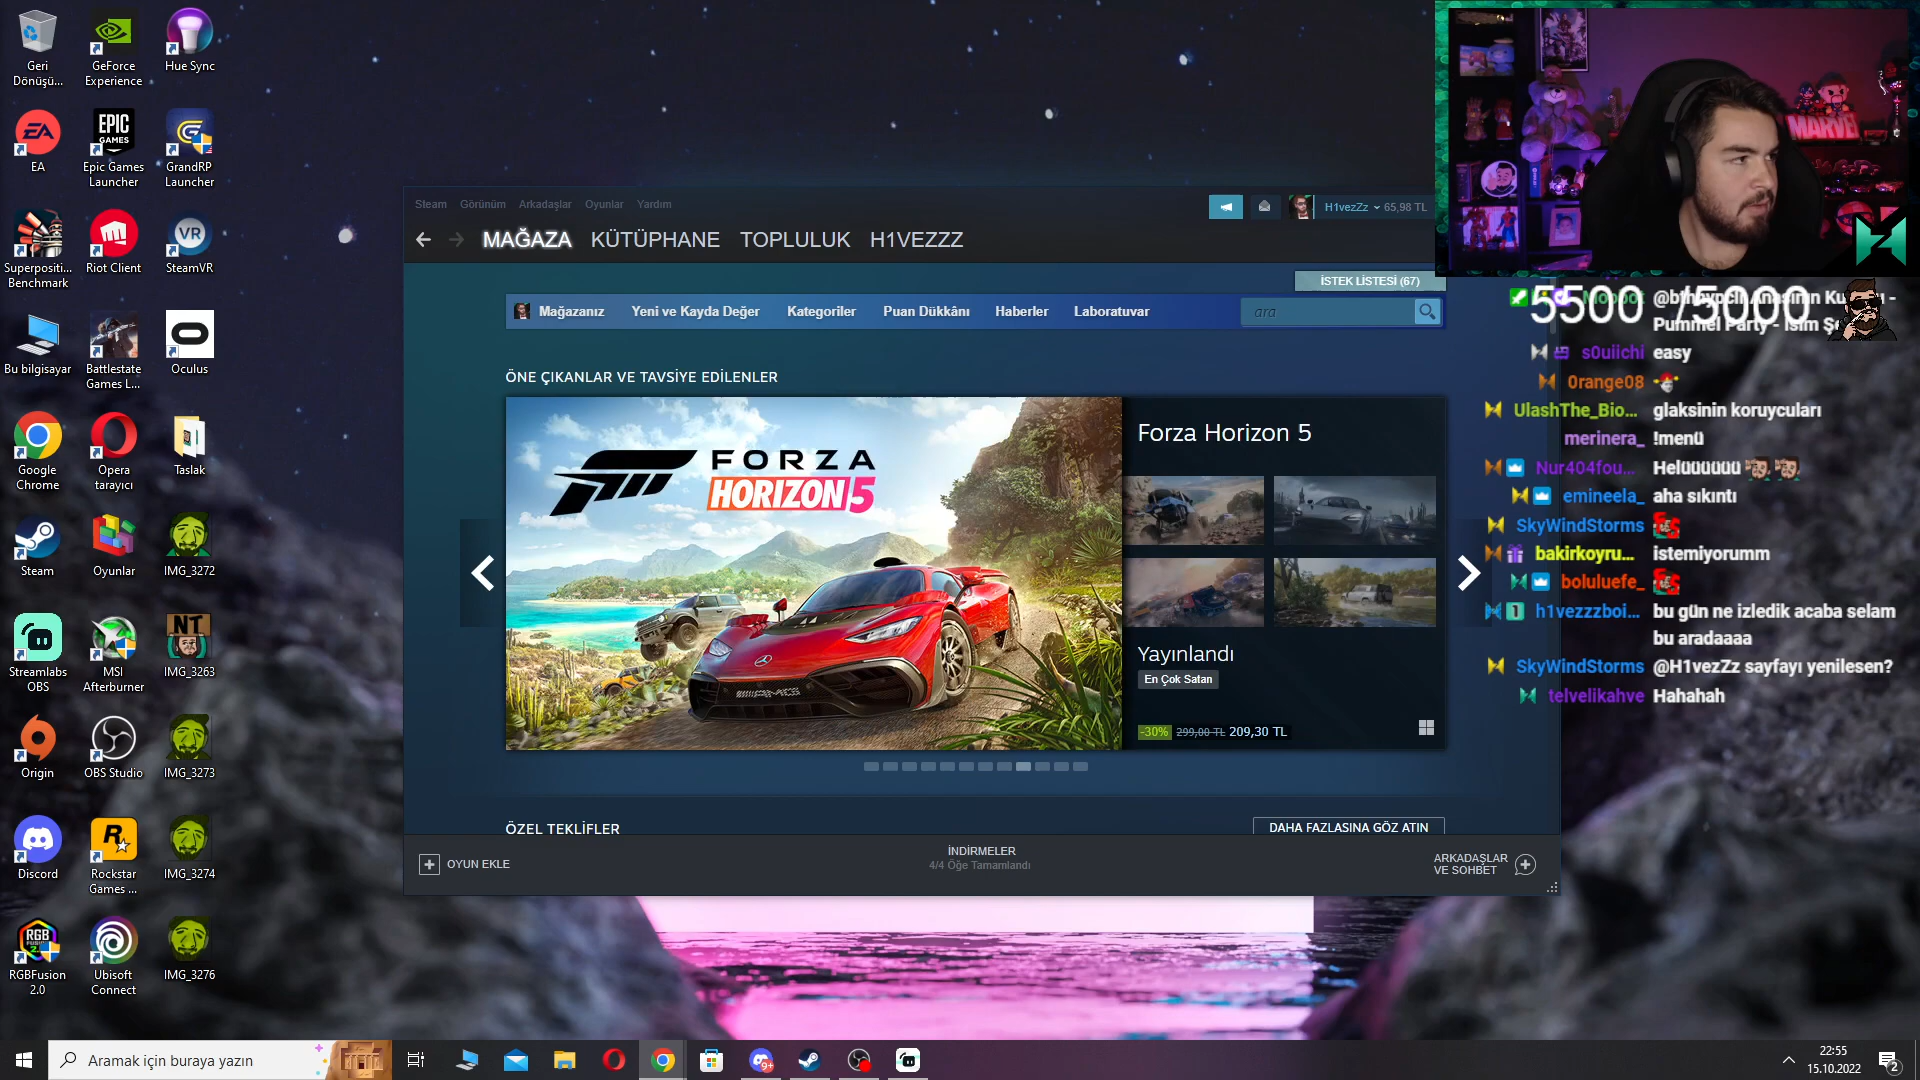 Geri
Dönüşü...
GeForce
Experience
Hue Sync
EA
Epic Games
Launcher
GrandRP
Launcher
Superpositi...
Benchmark
Riot Client
SteamVR
Bu bilgisayar
Battlestate
Games L...
Oculus
Google
Chrome
Opera
tarayıcı
Taslak
Steam
Oyunlar
IMG_3272
Streamlabs
OBS
MSI
Afterburner
IMG_3263
Origin
OBS Studio
IMG_3273
Discord
Rockstar
Games ...
IMG_3274
RGBFusion
2.0
Ubisoft
Connect
IMG_3276
Steam Görünüm Arkadaşlar Oyunlar Yardım
H1vezZz 65,98 TL
MAĞAZA KÜTÜPHANE TOPLULUK H1VEZZZ
İSTEK LİSTESİ (67)
Mağazanız Yeni ve Kayda Değer Kategoriler Puan Dükkânı Haberler Laboratuvar
ara
ÖNE ÇIKANLAR VE TAVSİYE EDİLENLER
FORZA
HORIZON 5
Forza Horizon 5
Yayınlandı
En Çok Satan
-30% 299,00 TL 209,30 TL
ÖZEL TEKLİFLER
DAHA FAZLASINA GÖZ ATIN
OYUN EKLE
İNDİRMELER
4/4 Öğe Tamamlandı
ARKADAŞLAR
VE SOHBET
MARVEL
5500 /5000
Pummel Party - İsim
s0uiichi easy
0range08
UlashThe_Bio... glaksinin koruycuları
merinera_ !menü
Nur404fou... Helüüüüüü
emineela_ aha sıkıntı
SkyWindStorms
bakirkoyru... istemiyorumm
boluluefe_
h1vezzzboi... bu gün ne izledik acaba selam
bu aradaaaa
SkyWindStorms @H1vezZz sayfayı yenilesen?
telvelikahve Hahahah
Aramak için buraya yazın
22:55
15.10.2022
2